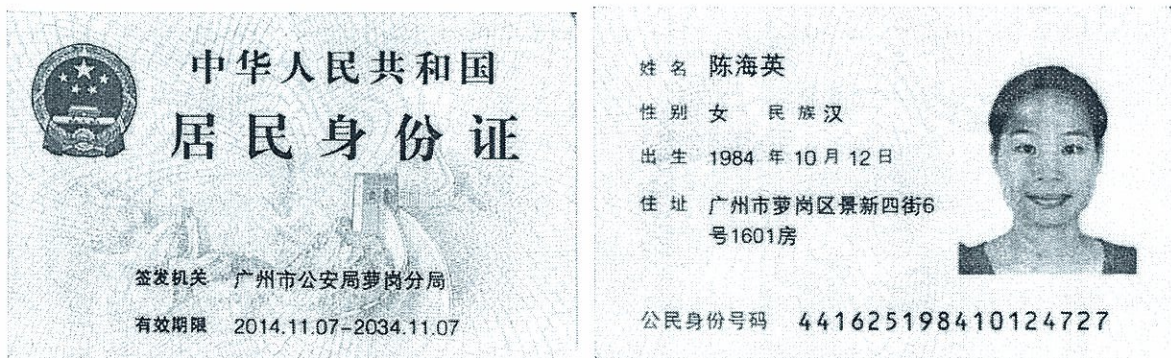 中华人民共和国
居民身份证
签发机关 广州市公安局萝岗分局
有效期限 2014.11.07-2034.11.07
姓名 陈海英
性别 女 民族 汉
出生 1984 年 10 月 12 日
住址 广州市萝岗区景新四街6
号1601房
公民身份号码 441625198410124727